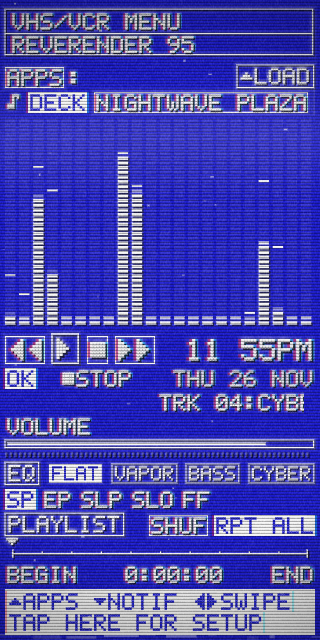 VHS/VCR MENU
REVERENDER 95
APPS: LOAD
DECK NIGHTWAVE PLAZA
11 55PM
OK STOP THU 26 NOV
TRK 04:CYBI
VOLUME
EQ FLAT VAPOR BASS CYBER
SP EP SLP SLO FF
PLAYLIST SHUF RPT ALL
BEGIN 0:00:00 END
APPS NOTIF SWIPE
TAP HERE FOR SETUP